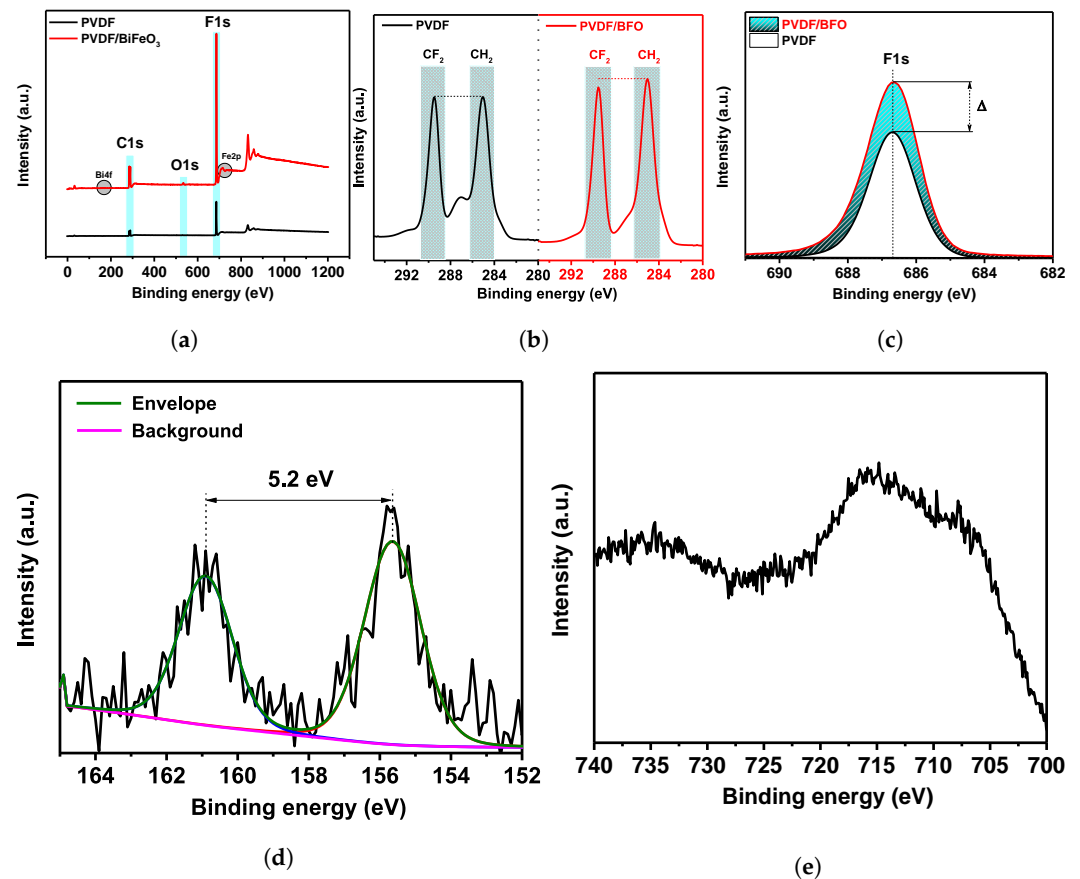 PVDF
PVDF/BiFeO3
F1s
C1s
O1s
Fe2p
Bi4f
Intensity (a.u.)
0 200 400 600 800 1000 1200
Binding energy (eV)
(a)
PVDF
PVDF/BFO
CF2 CH2 CF2 CH2
Intensity (a.u.)
292 288 284 280 292 288 284 280
Binding energy (eV)
(b)
PVDF/BFO
PVDF
F1s
Δ
Intensity (a.u.)
690 688 686 684 682
Binding energy (eV)
(c)
Envelope
Background
5.2 eV
Intensity (a.u.)
164 162 160 158 156 154 152
Binding energy (eV)
(d)
Intensity (a.u.)
740 735 730 725 720 715 710 705 700
Binding energy (eV)
(e)